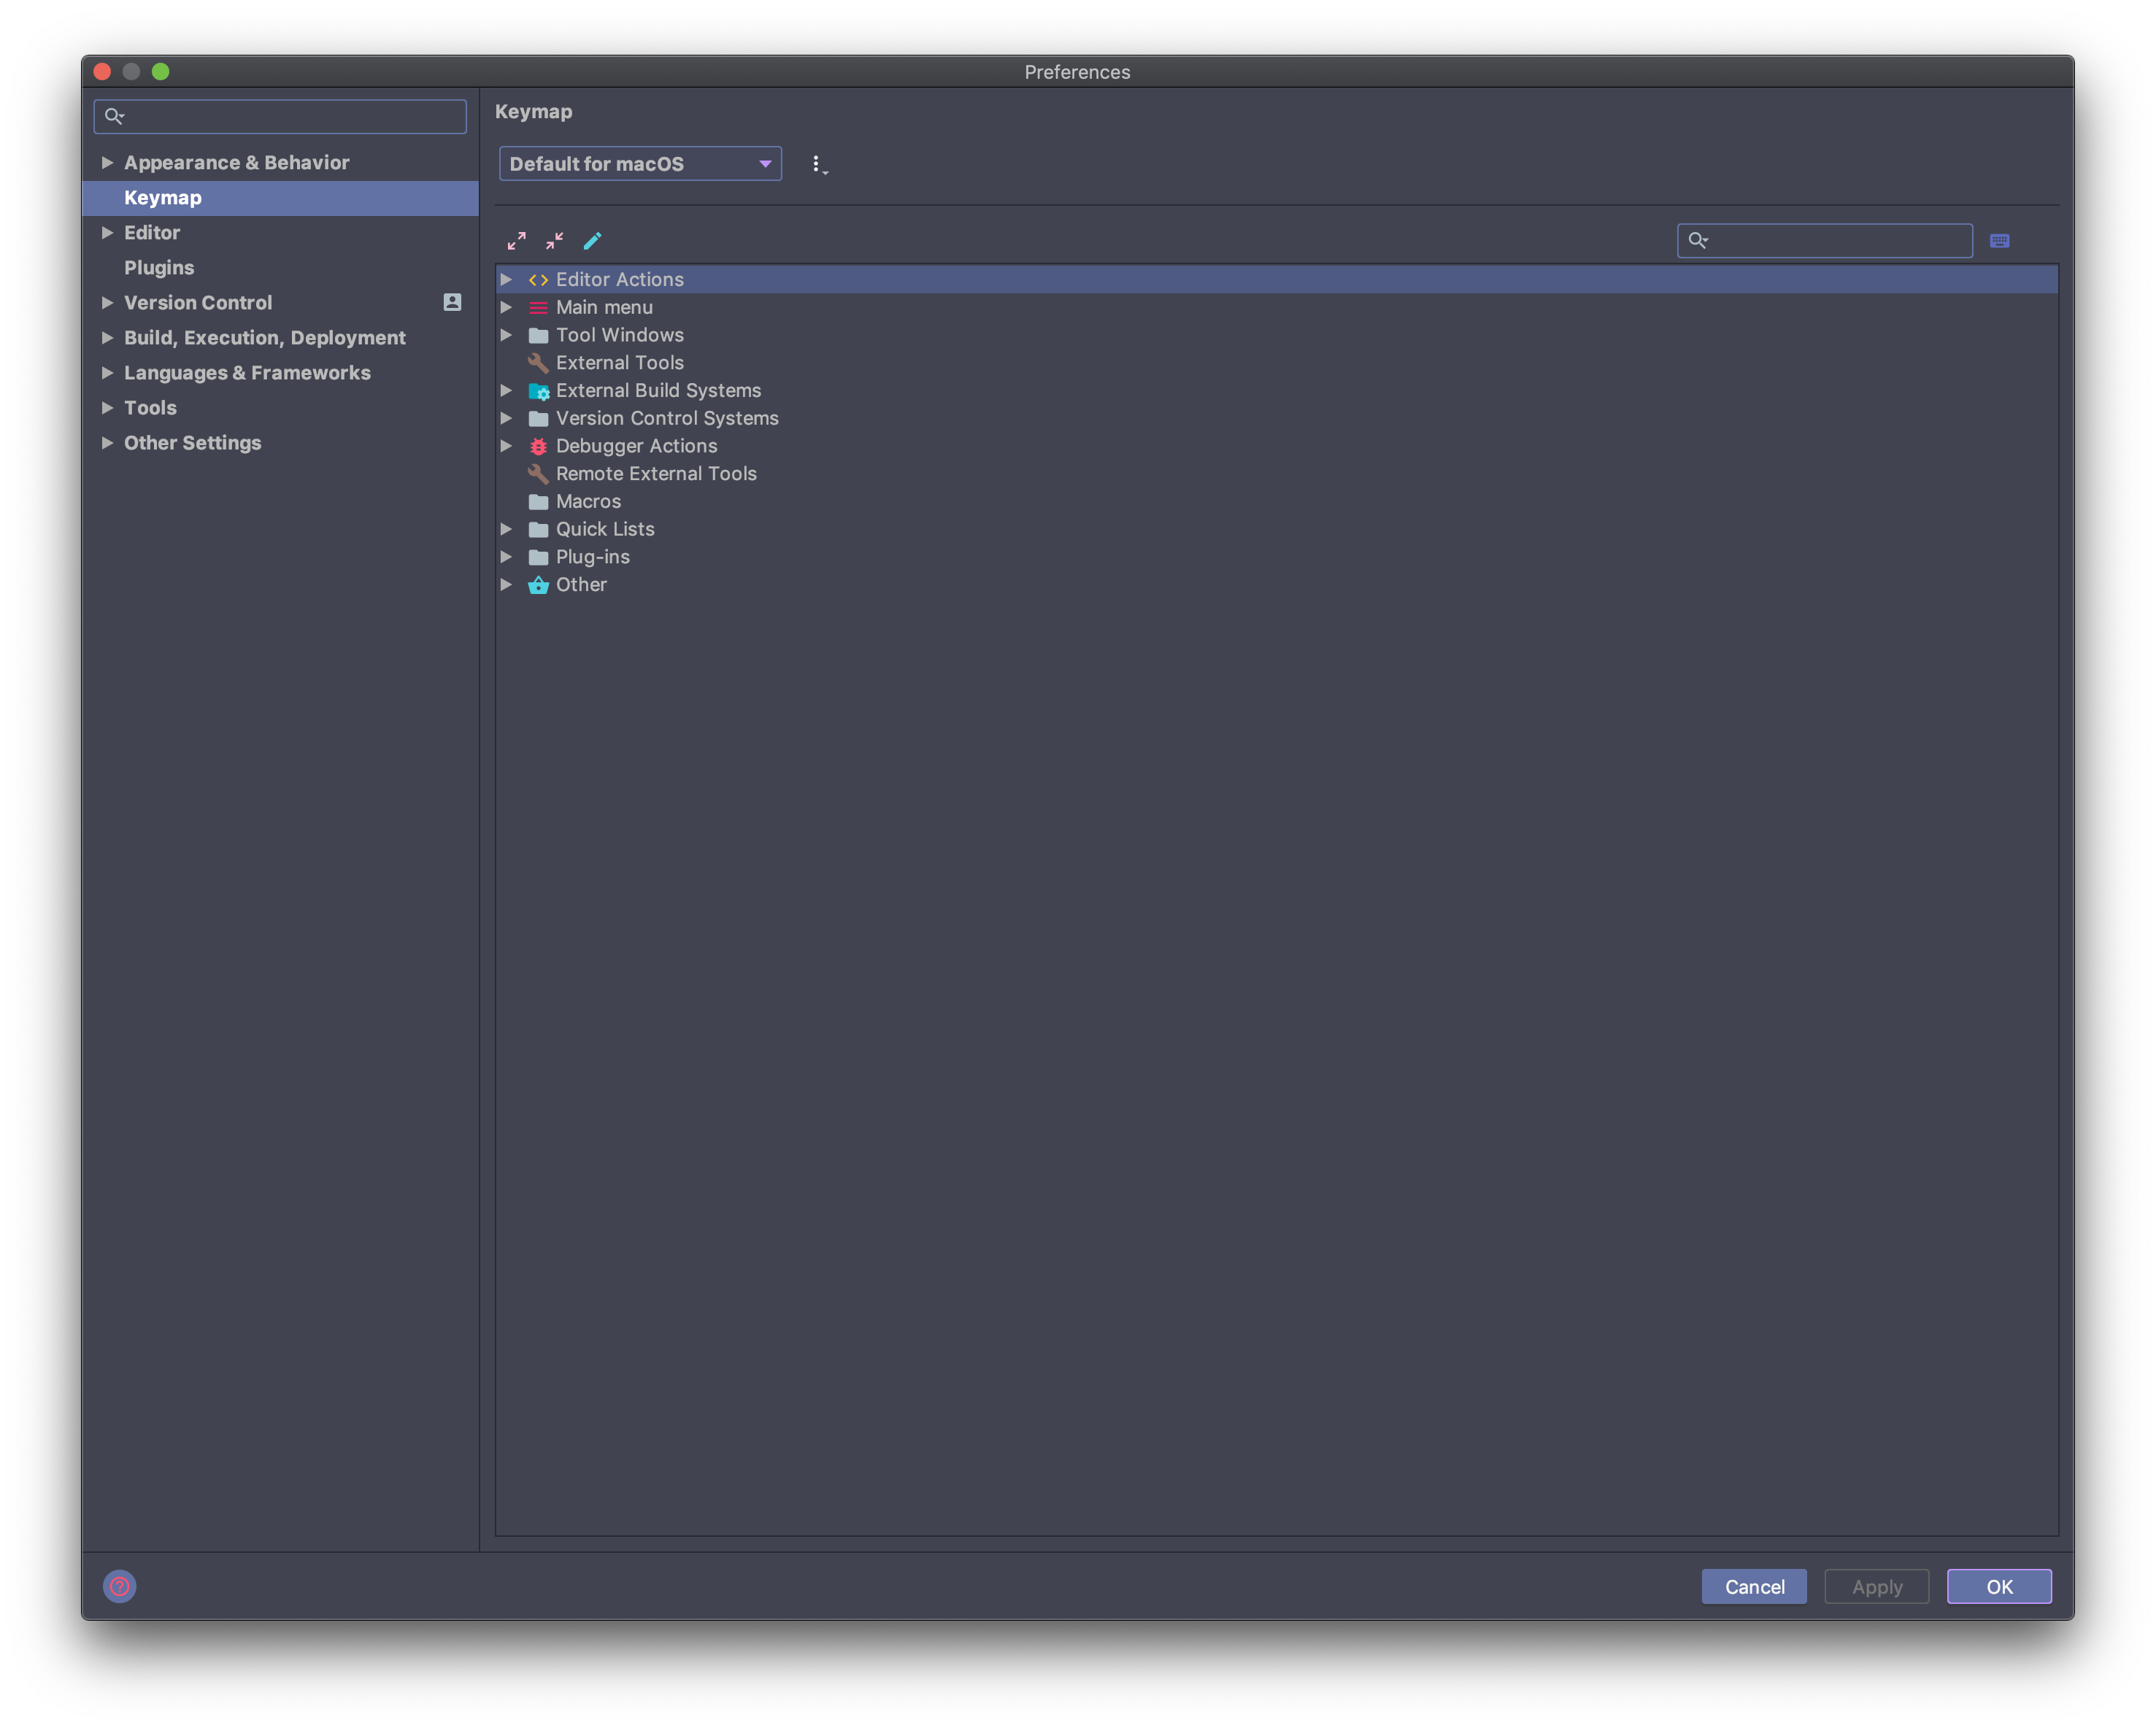 Preferences
Appearance & Behavior
Keymap
Editor
Plugins
Version Control
Build, Execution, Deployment
Languages & Frameworks
Tools
Other Settings
Keymap
Default for macOS
Editor Actions
Main menu
Tool Windows
External Tools
External Build Systems
Version Control Systems
Debugger Actions
Remote External Tools
Macros
Quick Lists
Plug-ins
Other
?
Cancel
Apply
OK